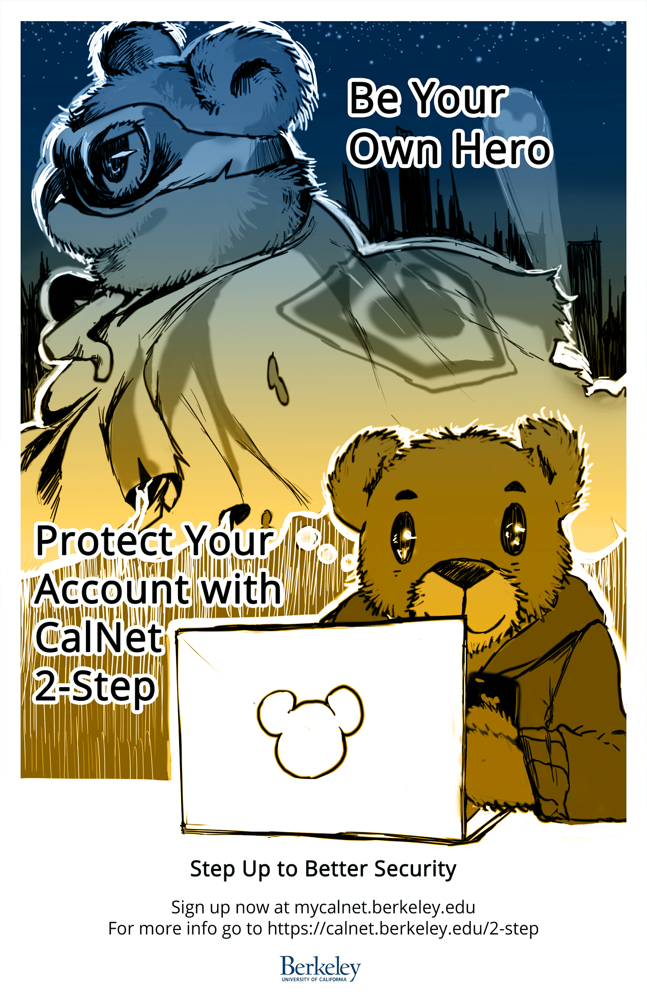 Be Your
Own Hero
Protect Your
Account with
CalNet
2-Step
Step Up to Better Security
Sign up now at mycalnet.berkeley.edu
For more info go to https://calnet.berkeley.edu/2-step
Berkeley
UNIVERSITY OF CALIFORNIA